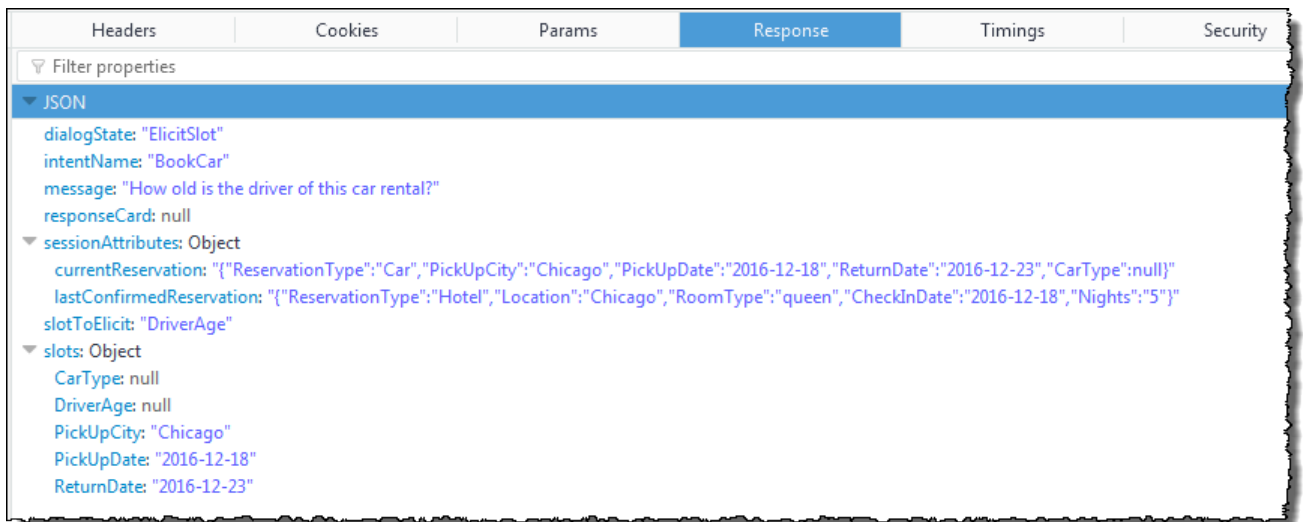 Headers Cookies Params Response Timings Security
Filter properties
JSON
dialogState: "ElicitSlot"
intentName: "BookCar"
message: "How old is the driver of this car rental?"
responseCard: null
sessionAttributes: Object
currentReservation: "{"ReservationType":"Car","PickUpCity":"Chicago","PickUpDate":"2016-12-18","ReturnDate":"2016-12-23","CarType":null}"
lastConfirmedReservation: "{"ReservationType":"Hotel","Location":"Chicago","RoomType":"queen","CheckInDate":"2016-12-18","Nights":"5"}"
slotToElicit: "DriverAge"
slots: Object
CarType: null
DriverAge: null
PickUpCity: "Chicago"
PickUpDate: "2016-12-18"
ReturnDate: "2016-12-23"